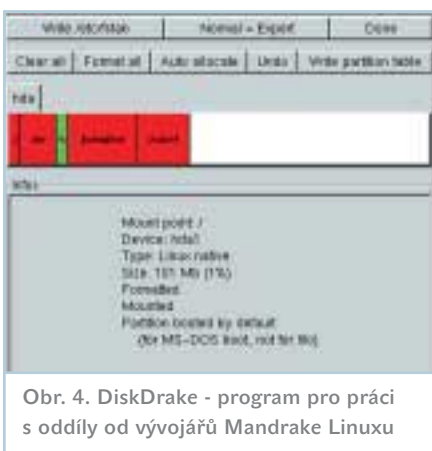 Write /etc/fstab Normal > Expert Done
Clear all Format all Auto allocate Undo Write partition table
hda
Infos
Mount point: /
Device: hda1
Type: Linux native
Size: 101 Mb (1%)
Formatted
Mounted
Partition booted by default
(for MS-DOS boot, not for lilo)
Obr. 4. DiskDrake - program pro práci
s oddíly od vývojářů Mandrake Linuxu